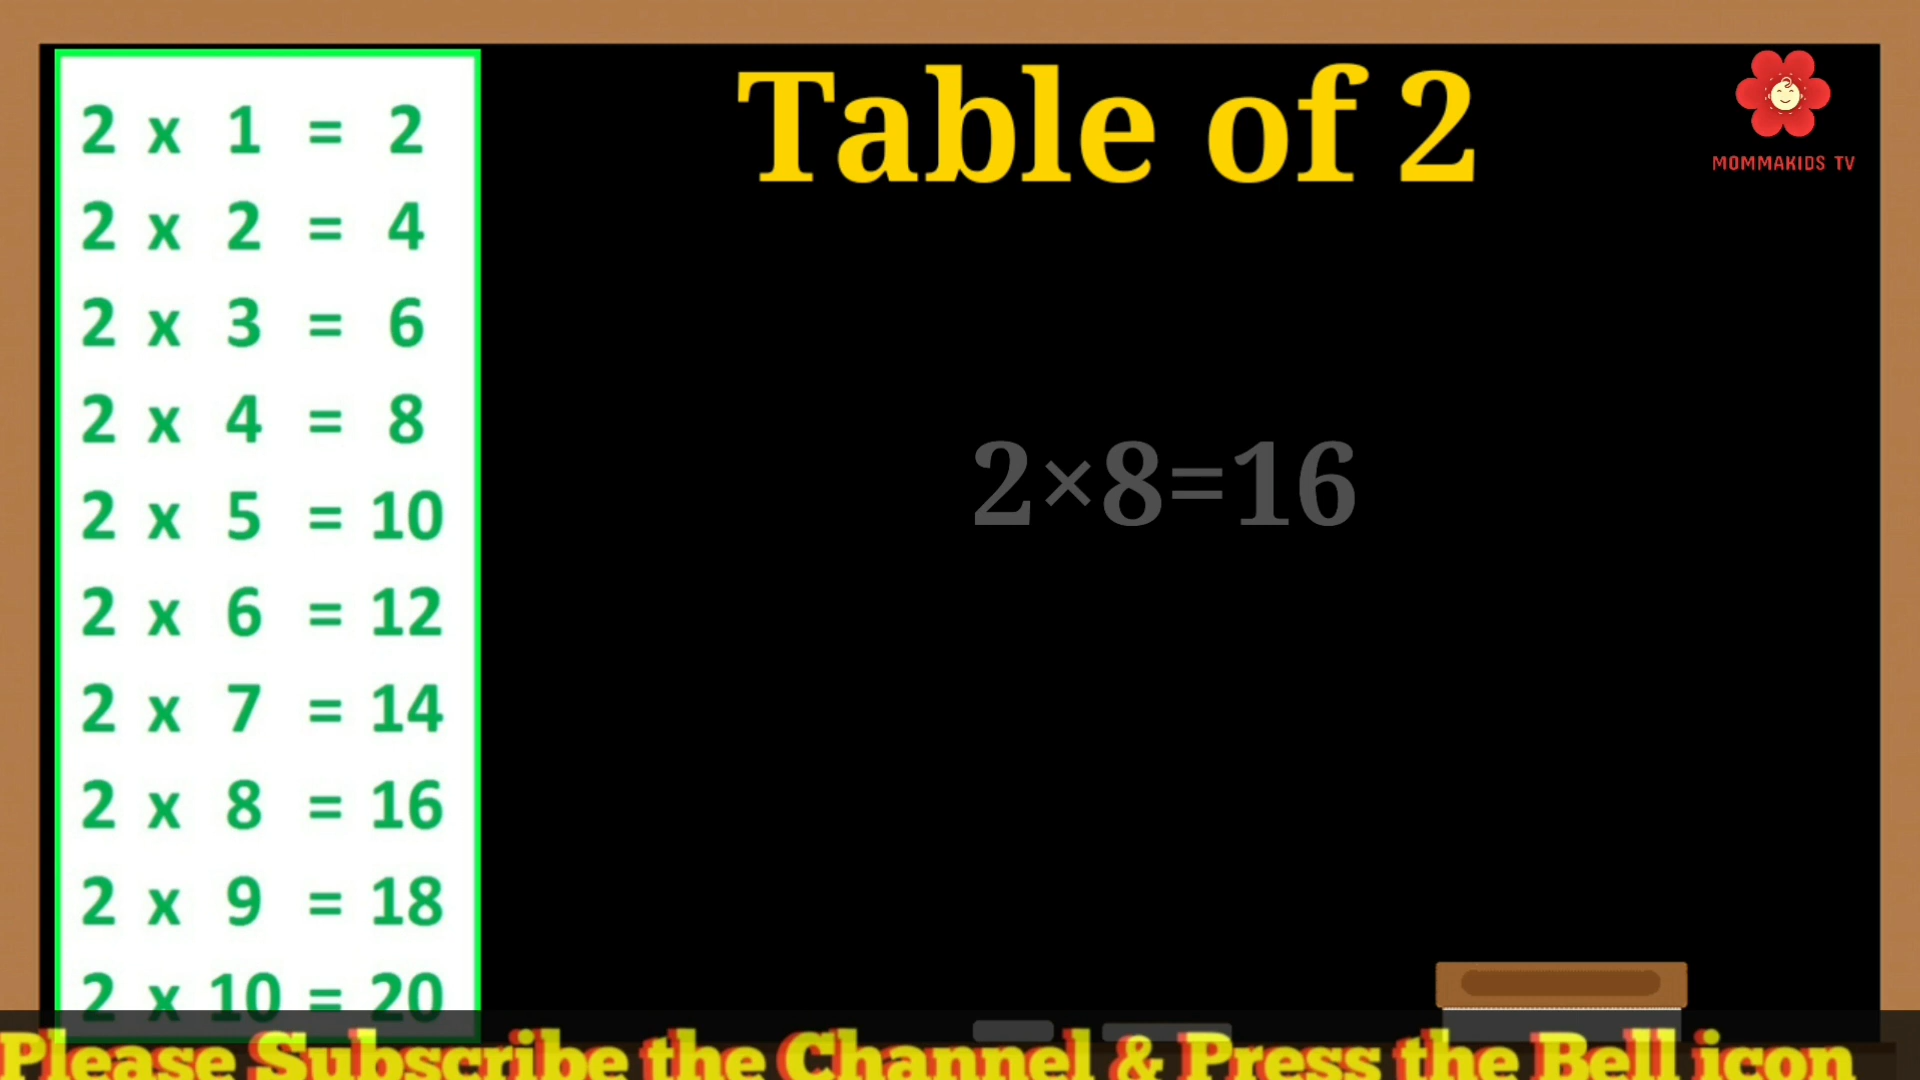 Table of 2
MOMMAKIDS TV
2 x 1 = 2
2 x 2 = 4
2 x 3 = 6
2 x 4 = 8
2 x 5 = 10
2 x 6 = 12
2 x 7 = 14
2 x 8 = 16
2 x 9 = 18
2 x 10 = 20
2×8=16
Please Subscribe the Channel & Press the Bell icon